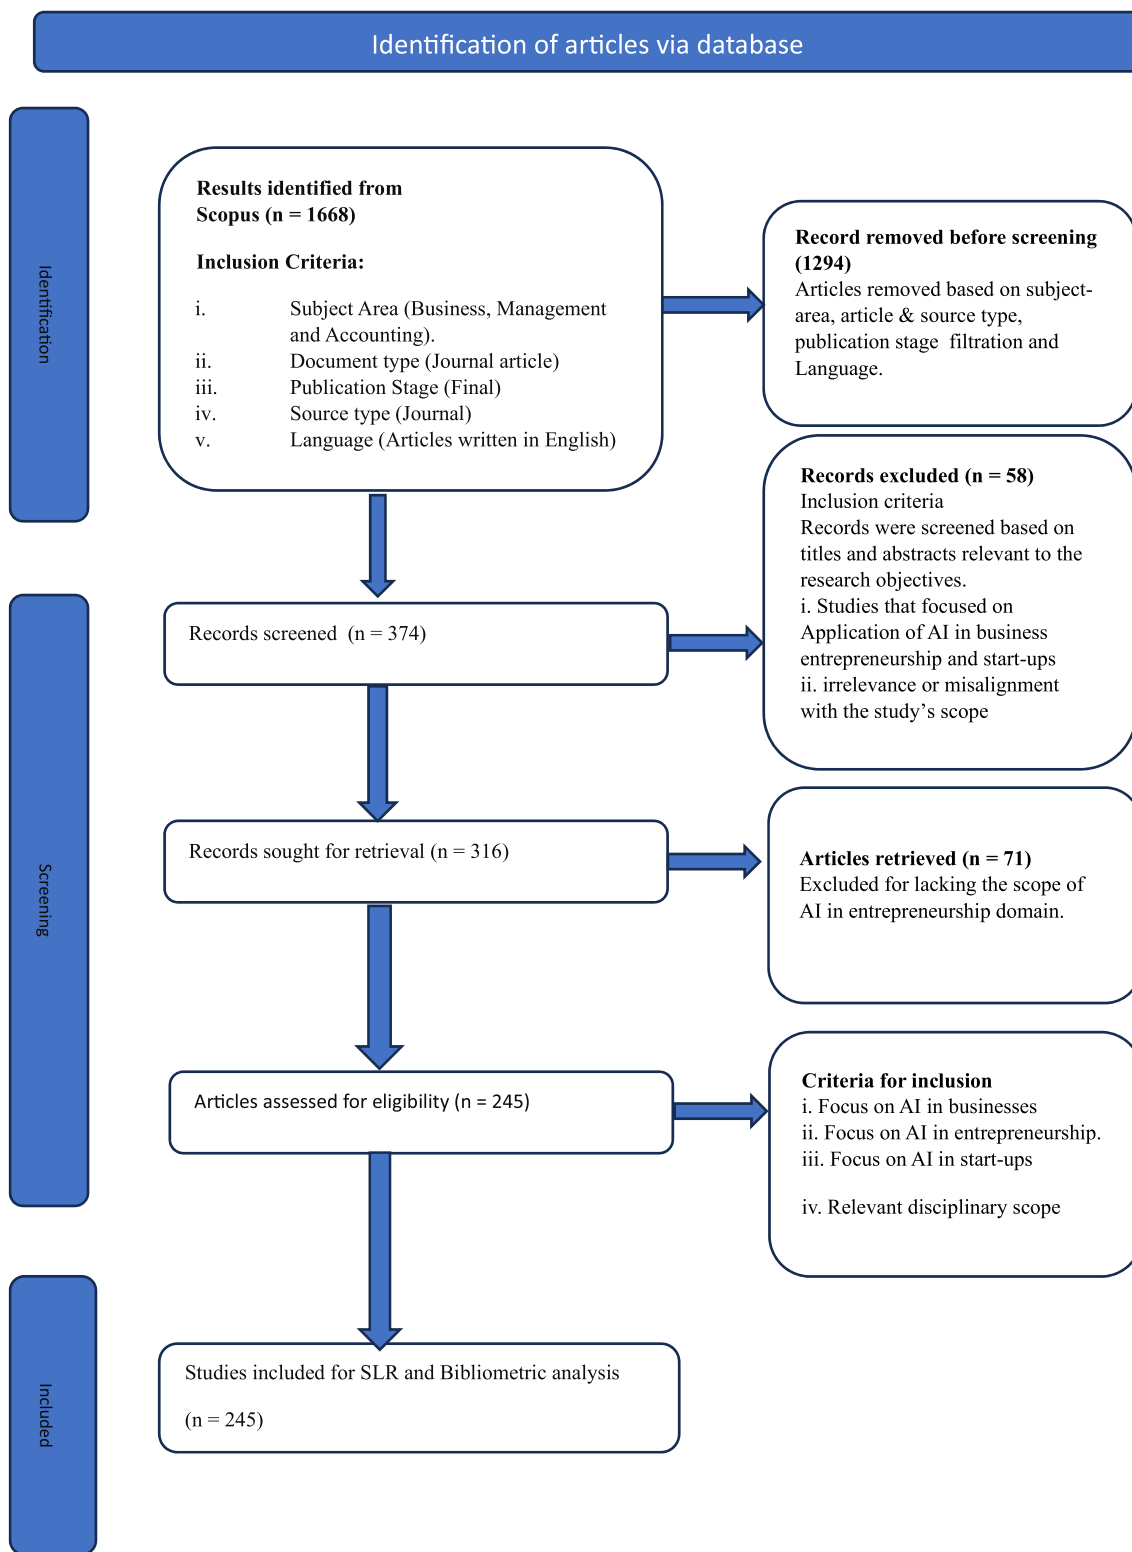 Identification of articles via database
Identification
Results identified from
Scopus (n = 1668)
Inclusion Criteria:
i. Subject Area (Business, Management
and Accounting).
ii. Document type (Journal article)
iii. Publication Stage (Final)
iv. Source type (Journal)
v. Language (Articles written in English)
Record removed before screening
(1294)
Articles removed based on subject-
area, article & source type,
publication stage filtration and
Language.
Screening
Records screened (n = 374)
Records excluded (n = 58)
Inclusion criteria
Records were screened based on
titles and abstracts relevant to the
research objectives.
i. Studies that focused on
Application of AI in business
entrepreneurship and start-ups
ii. irrelevance or misalignment
with the study’s scope
Records sought for retrieval (n = 316)
Articles retrieved (n = 71)
Excluded for lacking the scope of
AI in entrepreneurship domain.
Articles assessed for eligibility (n = 245)
Criteria for inclusion
i. Focus on AI in businesses
ii. Focus on AI in entrepreneurship.
iii. Focus on AI in start-ups
iv. Relevant disciplinary scope
Included
Studies included for SLR and Bibliometric analysis
(n = 245)